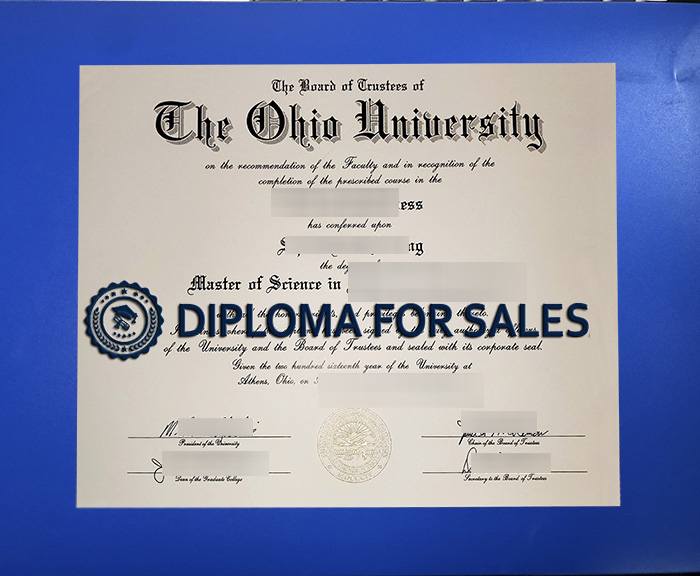 The Board of Trustees of
The Ohio University
on the recommendation of the Faculty and in recognition of the
completion of the prescribed course in the
ess
has conferred upon
S ng
the
Master of Science in
DIPLOMA FOR SALES
of the University and the Board of Trustees and sealed with its corporate seal.
Given the two hundred sixteenth year of the University at
Athens, Ohio, on
M.
President of the University
Chair of the Board of Trustees
Dean of the Graduate College
Secretary to the Board of Trustees